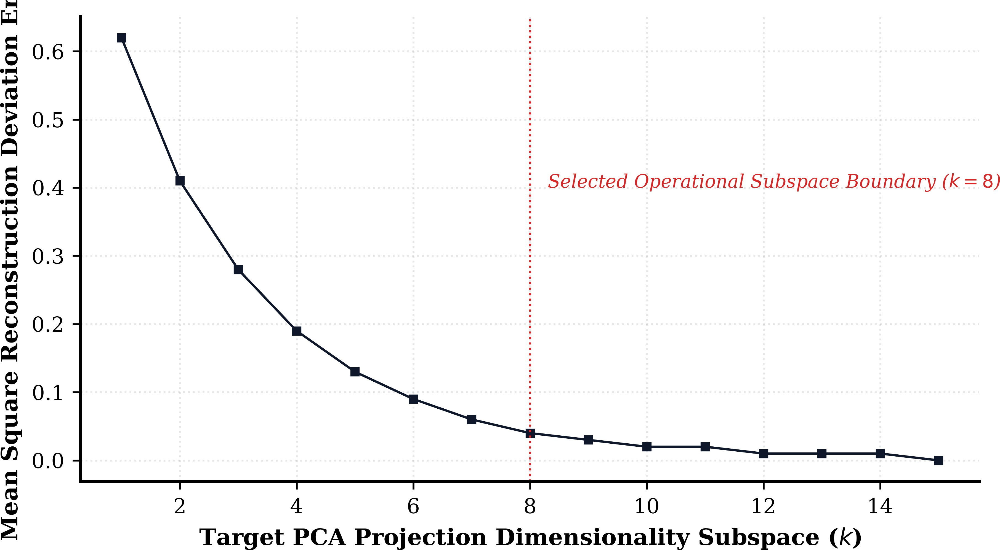 Mean Square Reconstruction Deviation
0.6
0.5
0.4
0.3
0.2
0.1
0.0
Selected Operational Subspace Boundary (k = 8)
2 4 6 8 10 12 14
Target PCA Projection Dimensionality Subspace (k)